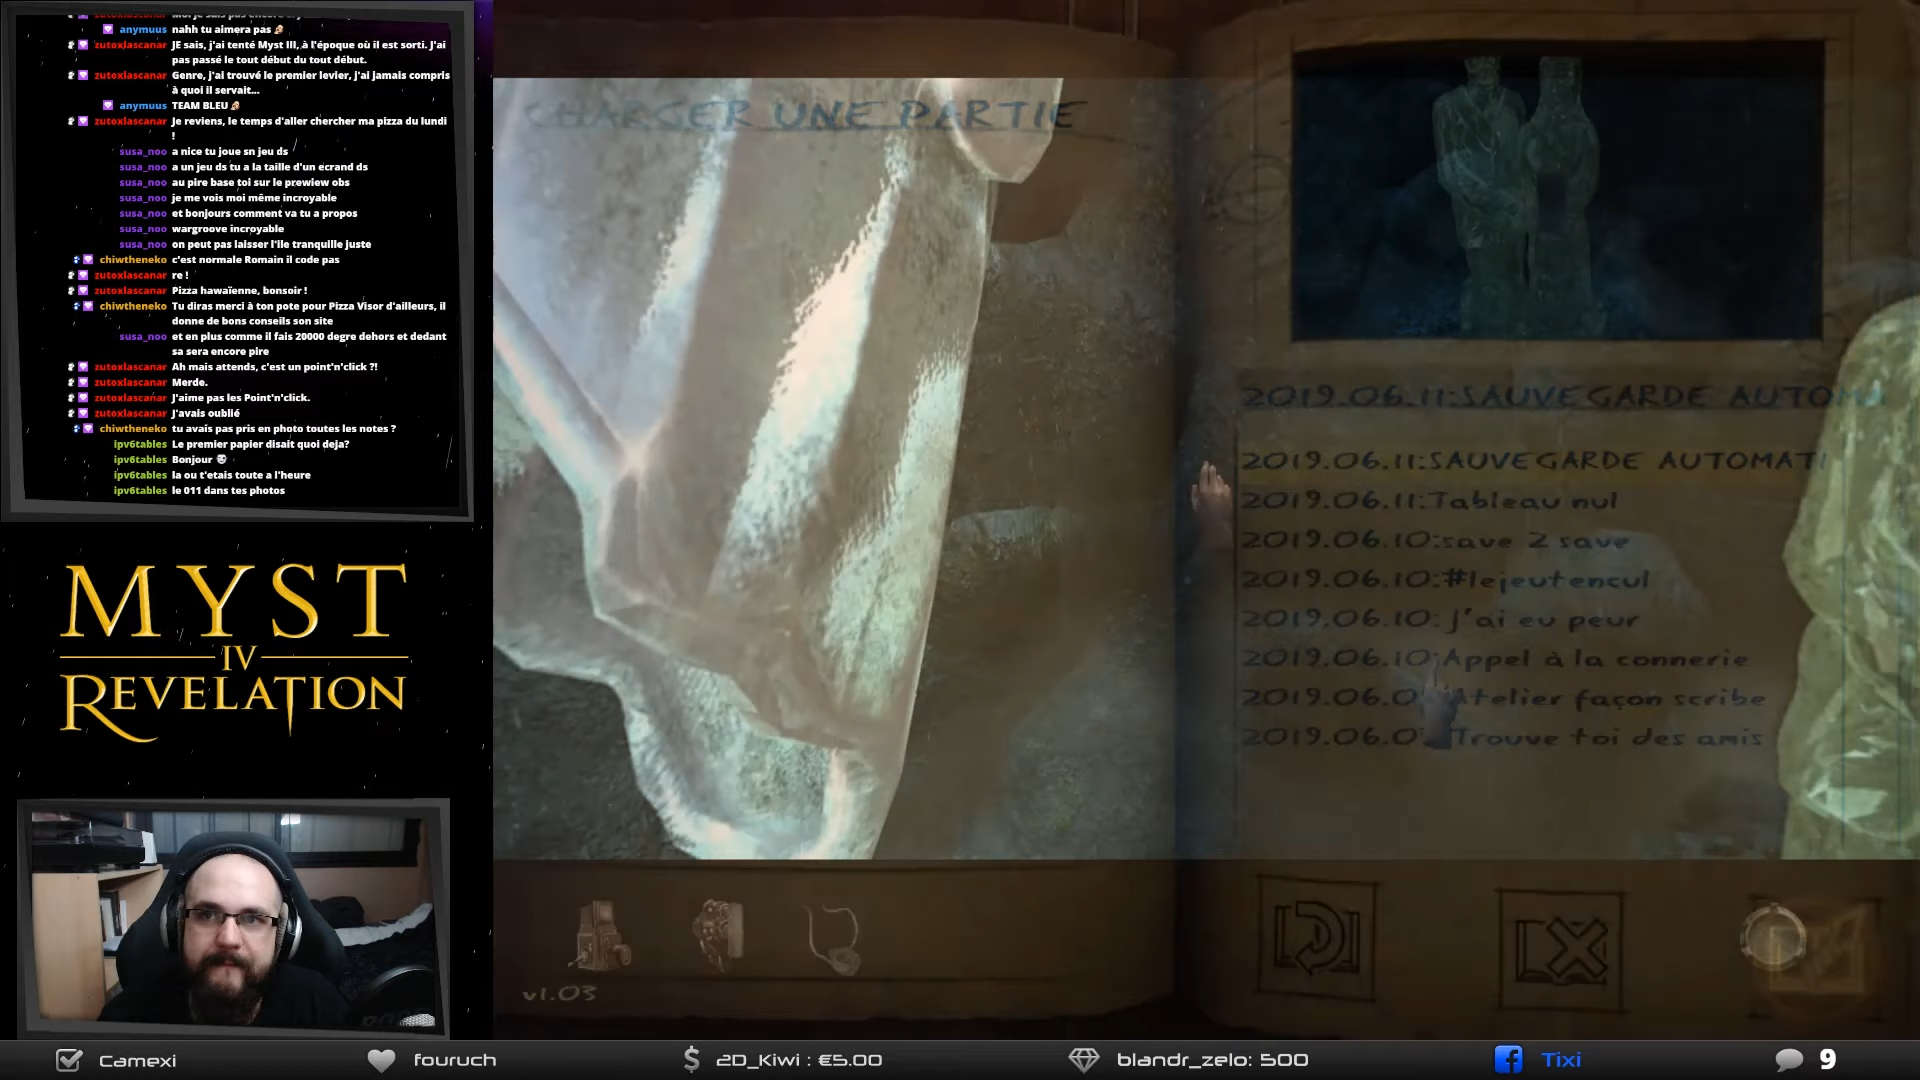 anymuus nahh tu aimera pas
zutoxlascanar JE sais, j'ai tenté Myst III, à l'époque où il est sorti. J'ai
pas passé le tout début du tout début.
zutoxlascanar Genre, j'ai trouvé le premier levier, j'ai jamais compris
à quoi il servait...
anymuus TEAM BLEU
zutoxlascanar Je reviens, le temps d'aller chercher ma pizza du lundi
!
susa_noo a nice tu joue sn jeu ds
susa_noo a un jeu ds tu a la taille d'un ecrand ds
susa_noo au pire base toi sur le prewiew obs
susa_noo je me vois moi même incroyable
susa_noo et bonjours comment va tu a propos
susa_noo wargroove incroyable
susa_noo on peut pas laisser l'ile tranquille juste
chiwtheneko c'est normale Romain il code pas
zutoxlascanar re !
zutoxlascanar Pizza hawaïenne, bonsoir !
chiwtheneko Tu diras merci à ton pote pour Pizza Visor d'ailleurs, il
donne de bons conseils son site
susa_noo et en plus comme il fais 20000 degre dehors et dedant
sa sera encore pire
zutoxlascanar Ah mais attends, c'est un point'n'click ?!
zutoxlascanar Merde.
zutoxlascanar J'aime pas les Point'n'click.
zutoxlascanar J'avais oublié
chiwtheneko tu avais pas pris en photo toutes les notes ?
ipv6tables Le premier papier disait quoi deja?
ipv6tables Bonjour
ipv6tables la ou t'etais toute a l'heure
ipv6tables le 011 dans tes photos
MYST
IV
REVELATION
CHARGER UNE PARTIE
2019.06.11:SAUVEGARDE AUTOMA
2019.06.11:SAUVEGARDE AUTOMATI
2019.06.11:Tableau nul
2019.06.10:save 2 save
2019.06.10:#lejeutencul
2019.06.10:J'ai eu peur
2019.06.10:Appel à la connerie
2019.06.0 Atelier façon scribe
2019.06.0 Trouve toi des amis
v1.03
Camexi
fouruch
2D_Kiwi : €5.00
blandr_zelo: 500
Tixi
9